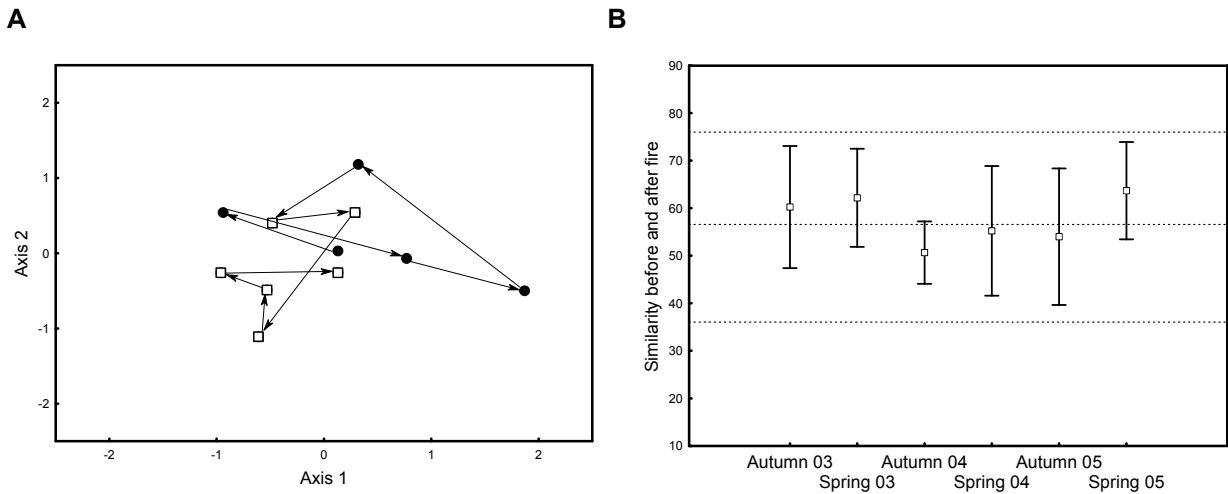 A
2
1
0
-1
-2
Axis 2
-2
-1
0
1
2
Axis 1
B
90
80
70
60
50
40
30
20
10
Similarity before and after fire
Autumn 03
Autumn 04
Autumn 05
Spring 03
Spring 04
Spring 05